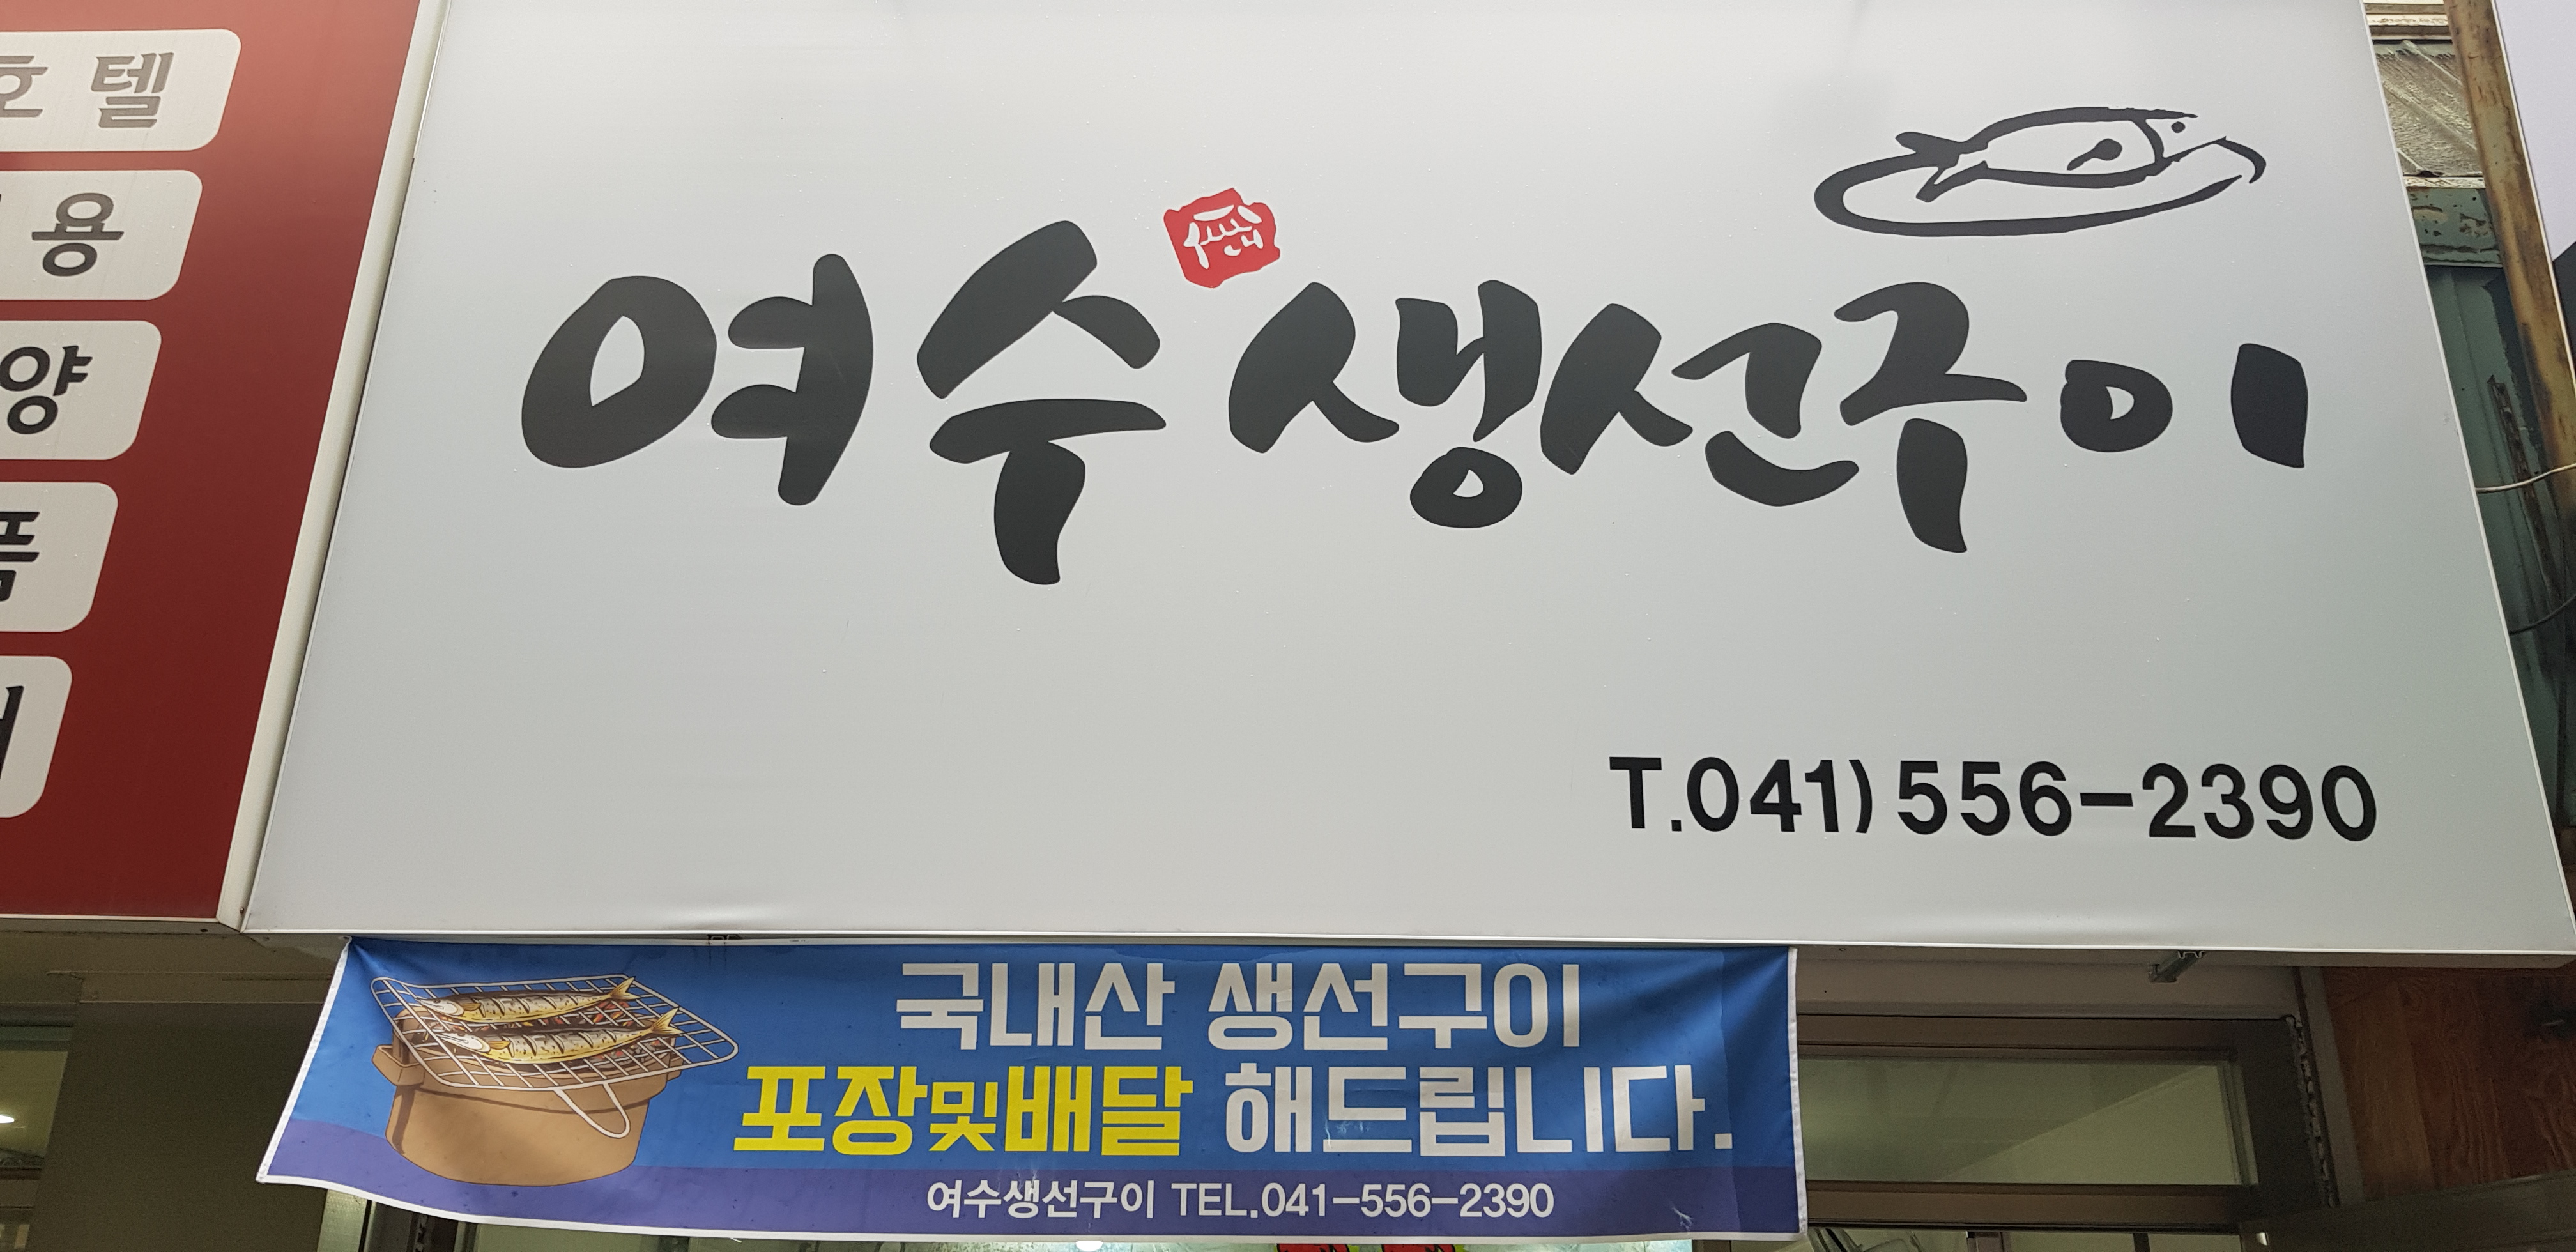 호텔
용
양
여수생선구이
T.041)556-2390
국내산 생선구이
포장및배달 해드립니다.
여수생선구이 TEL.041-556-2390